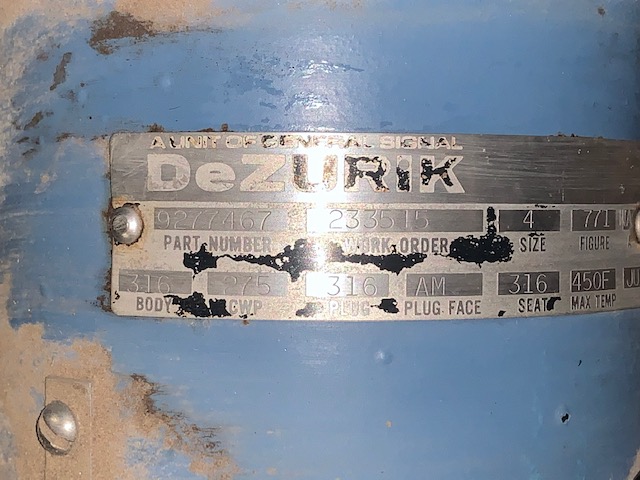 A UNIT OF GENERAL SIGNAL
DeZURIK
9277467 233515 4 771
PART NUMBER WORK ORDER SIZE FIGURE
316 275 316 AM 316 450F
BODY CWP PLUG PLUG FACE SEAT MAX TEMP